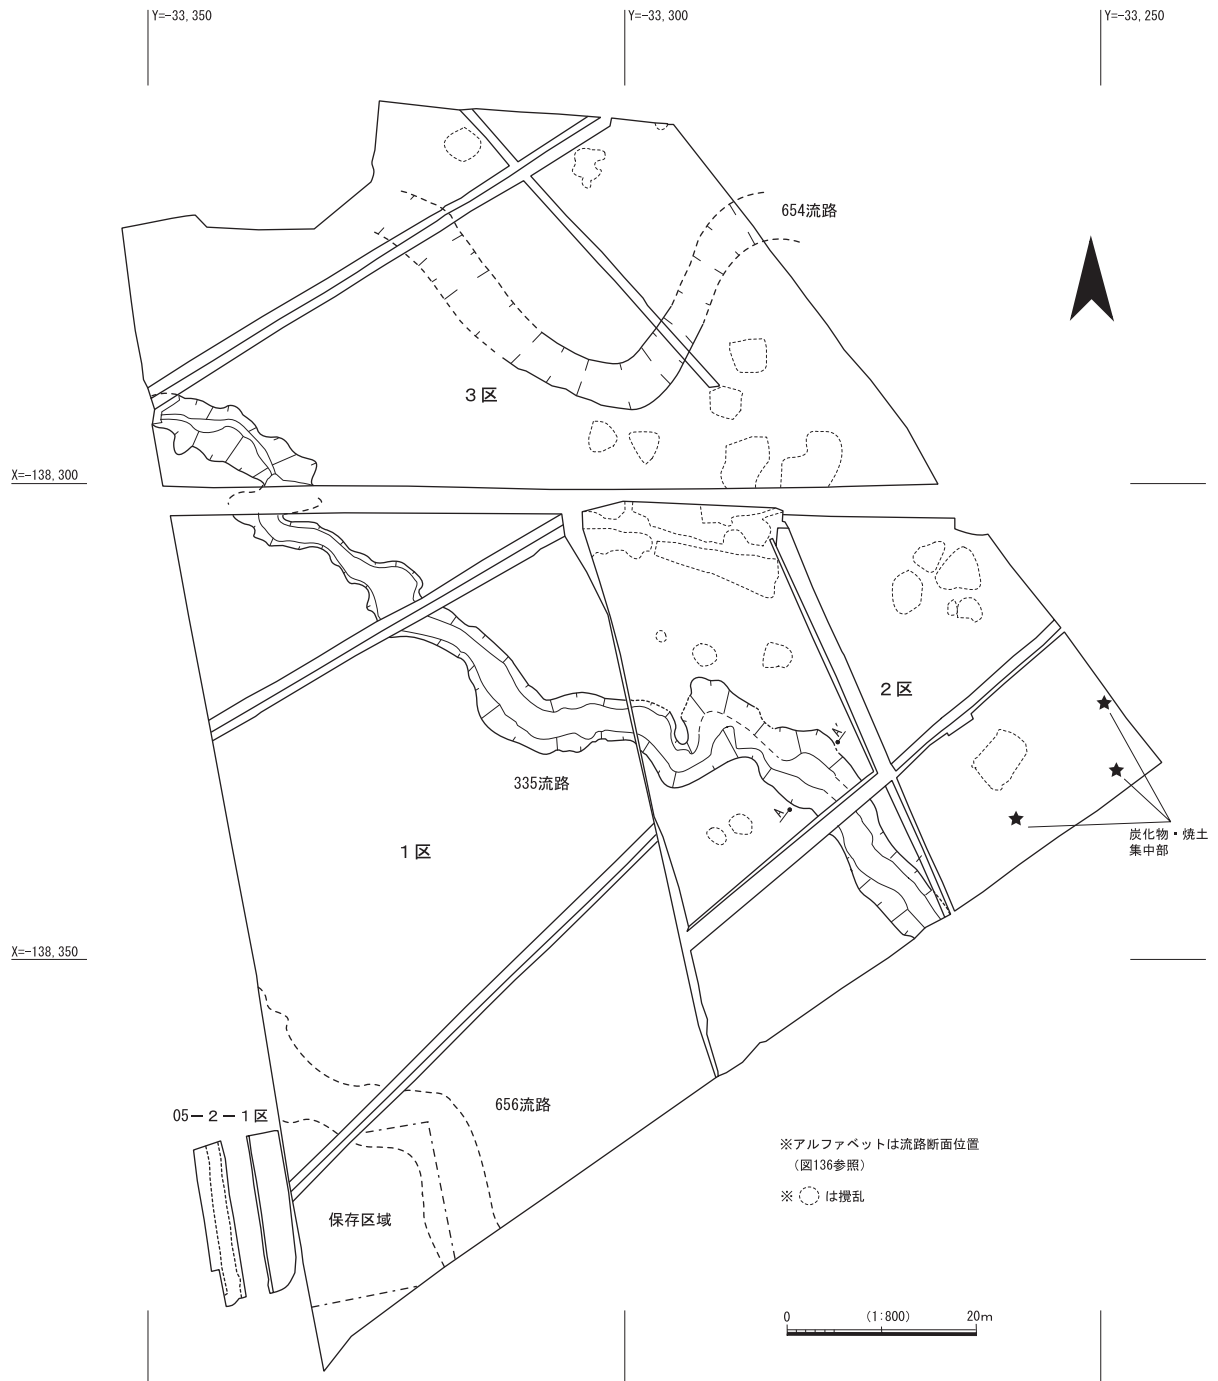 Y=-33,350
Y=-33,300
Y=-33,250
654流路
3区
X=-138,300
2区
A'
335流路
A
炭化物・焼土
集中部
1区
X=-138,350
656流路
05-2-1区
※アルファベットは流路断面位置
(図136参照)
※ は攪乱
保存区域
0 (1:800) 20m